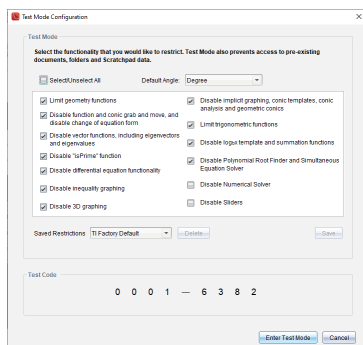 Test Mode Configuration
Test Mode
Select the functionality that you would like to restrict. Test Mode also prevents access to pre-existing
documents, folders and Scratchpad data.
Select/Unselect All
Default Angle:
Degree
Limit geometry functions
Disable function and conic grab and move, and
disable change of equation form
Disable vector functions, including eigenvectors
and eigenvalues
Disable "isPrime" function
Disable differential equation functionality
Disable inequality graphing
Disable 3D graphing
Disable implicit graphing, conic templates, conic
analysis and geometric conics
Limit trigonometric functions
Disable logbx template and summation functions
Disable Polynomial Root Finder and Simultaneous
Equation Solver
Disable Numerical Solver
Disable Sliders
Saved Restrictions
TI Factory Default
Delete
Save
Test Code
0 0 0 1 — 6 3 8 2
Enter Test Mode
Cancel